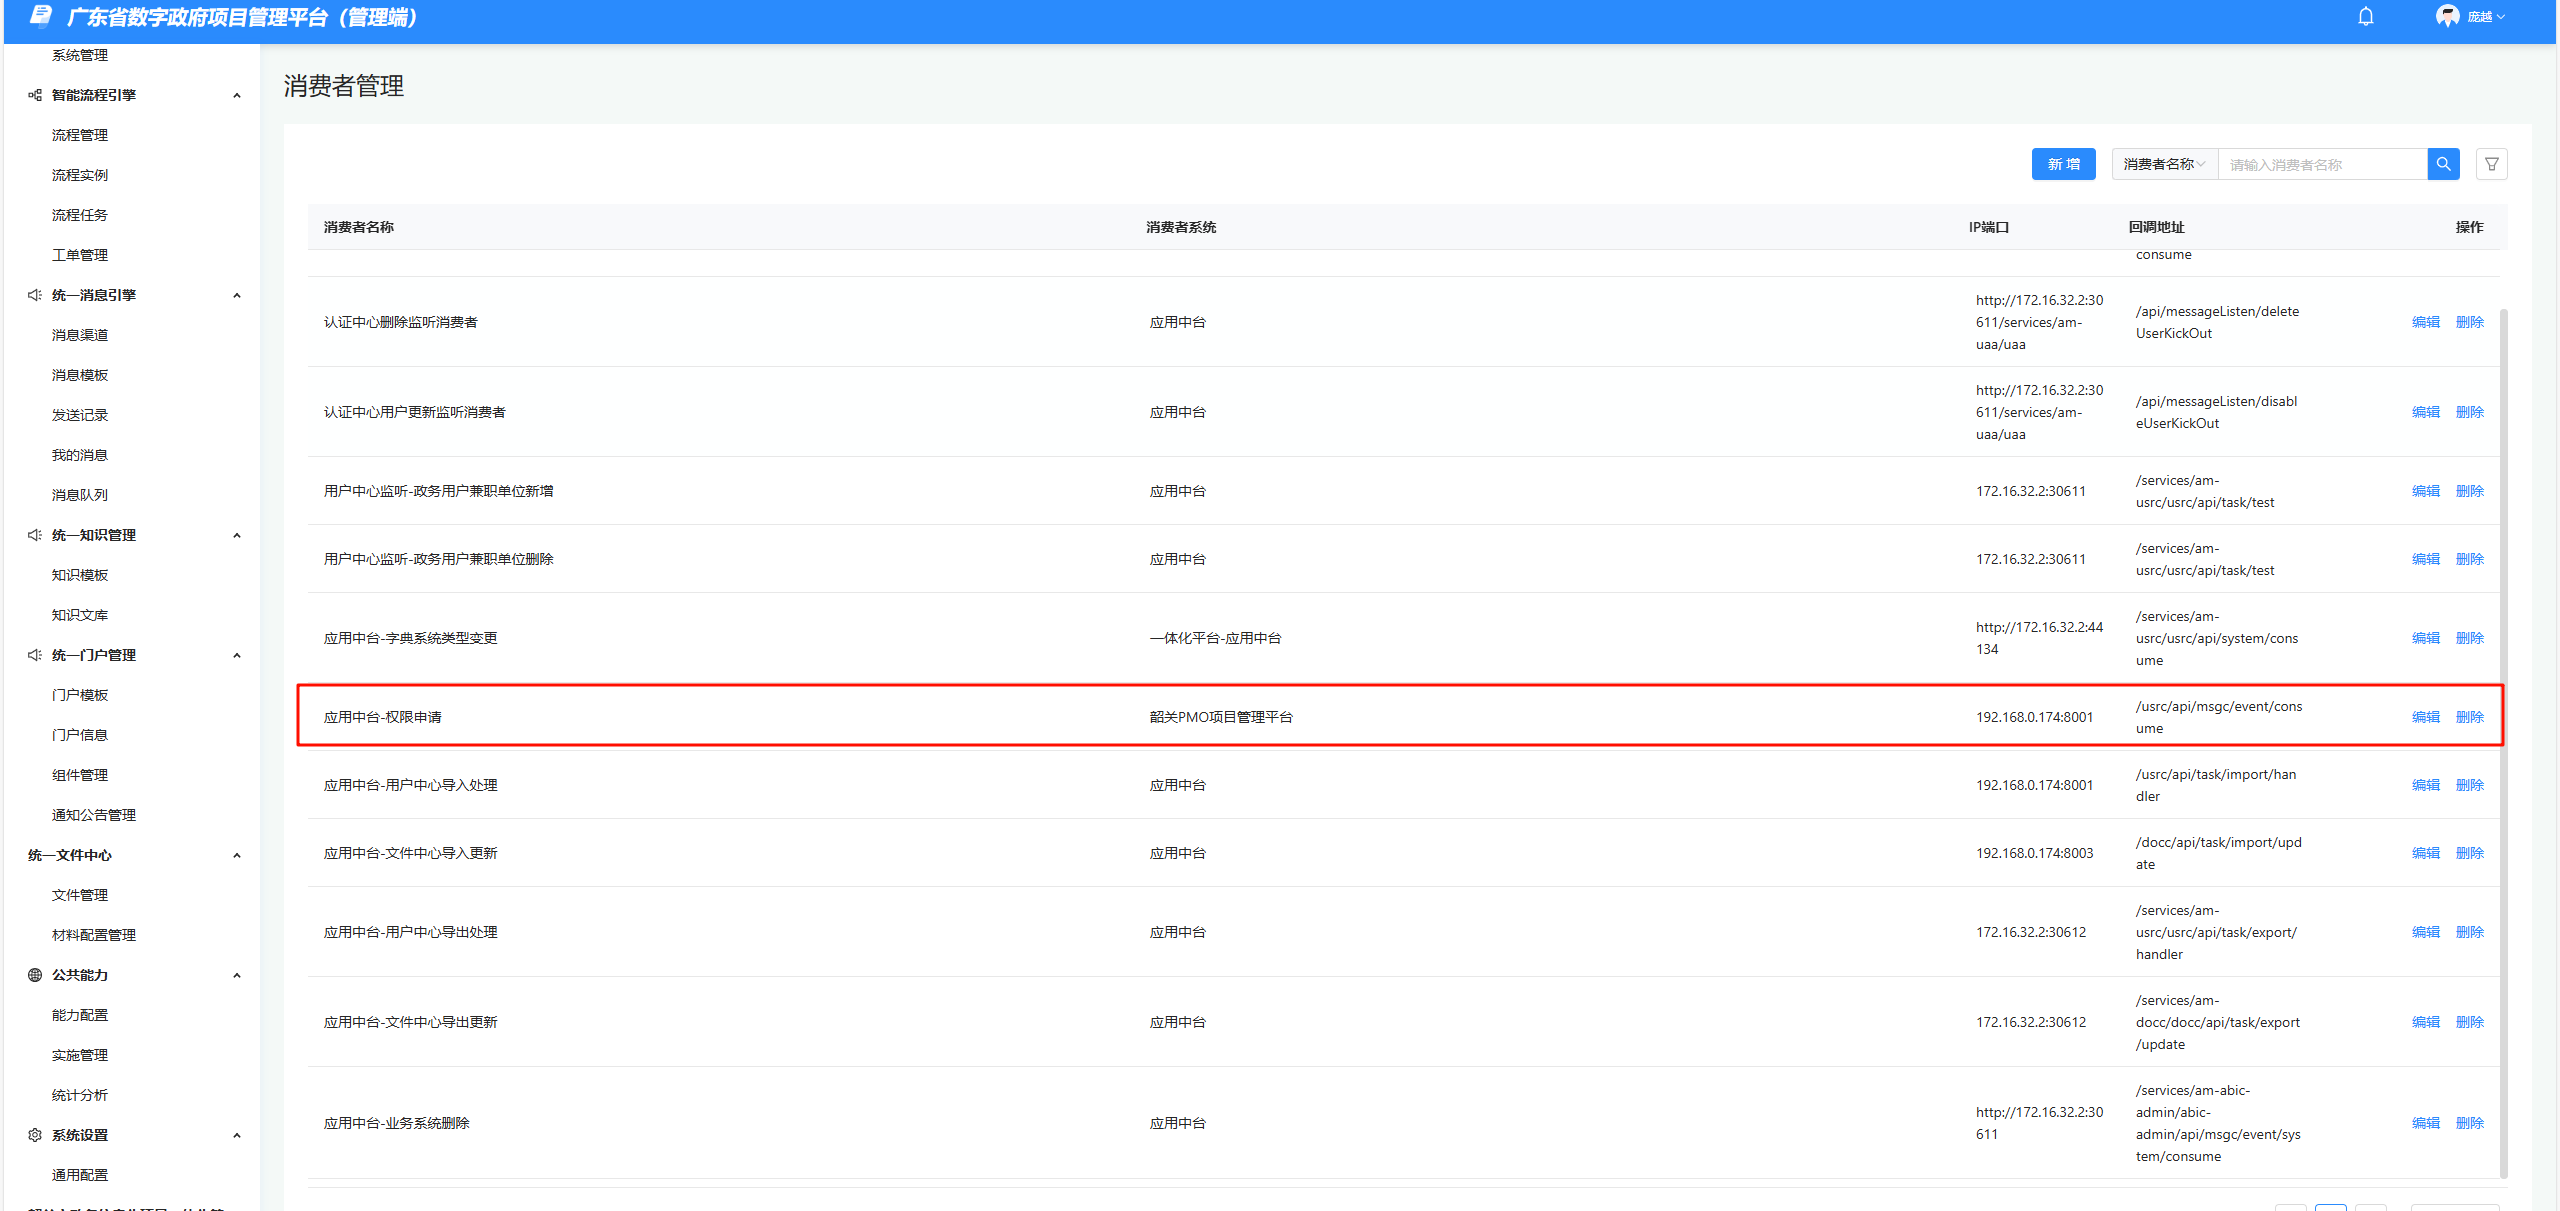 广东省数字政府项目管理平台（管理端）
庞越
系统管理
智能流程引擎
流程管理
流程实例
流程任务
工单管理
统一消息引擎
消息渠道
消息模板
发送记录
我的消息
消息队列
统一知识管理
知识模板
知识文库
统一门户管理
门户模板
门户信息
组件管理
通知公告管理
统一文件中心
文件管理
材料配置管理
公共能力
能力配置
实施管理
统计分析
系统设置
通用配置
消费者管理
新 增
消费者名称
请输入消费者名称
消费者名称 消费者系统 IP端口 回调地址 操作
consume
认证中心删除监听消费者 应用中台
http://172.16.32.2:30
611/services/am-
uaa/uaa
/api/messageListen/delete
UserKickOut
编辑 删除
认证中心用户更新监听消费者 应用中台
http://172.16.32.2:30
611/services/am-
uaa/uaa
/api/messageListen/disabl
eUserKickOut
编辑 删除
用户中心监听-政务用户兼职单位新增 应用中台 172.16.32.2:30611
/services/am-
usrc/usrc/api/task/test
编辑 删除
用户中心监听-政务用户兼职单位删除 应用中台 172.16.32.2:30611
/services/am-
usrc/usrc/api/task/test
编辑 删除
应用中台-字典系统类型变更 一体化平台-应用中台
http://172.16.32.2:44
134
/services/am-
usrc/usrc/api/system/cons
ume
编辑 删除
应用中台-权限申请 韶关PMO项目管理平台 192.168.0.174:8001
/usrc/api/msgc/event/cons
ume
编辑 删除
应用中台-用户中心导入处理 应用中台 192.168.0.174:8001
/usrc/api/task/import/han
dler
编辑 删除
应用中台-文件中心导入更新 应用中台 192.168.0.174:8003
/docc/api/task/import/upd
ate
编辑 删除
应用中台-用户中心导出处理 应用中台 172.16.32.2:30612
/services/am-
usrc/usrc/api/task/export/
handler
编辑 删除
应用中台-文件中心导出更新 应用中台 172.16.32.2:30612
/services/am-
docc/docc/api/task/export
/update
编辑 删除
应用中台-业务系统删除 应用中台
http://172.16.32.2:30
611
/services/am-abic-
admin/abic-
admin/api/msgc/event/sys
tem/consume
编辑 删除